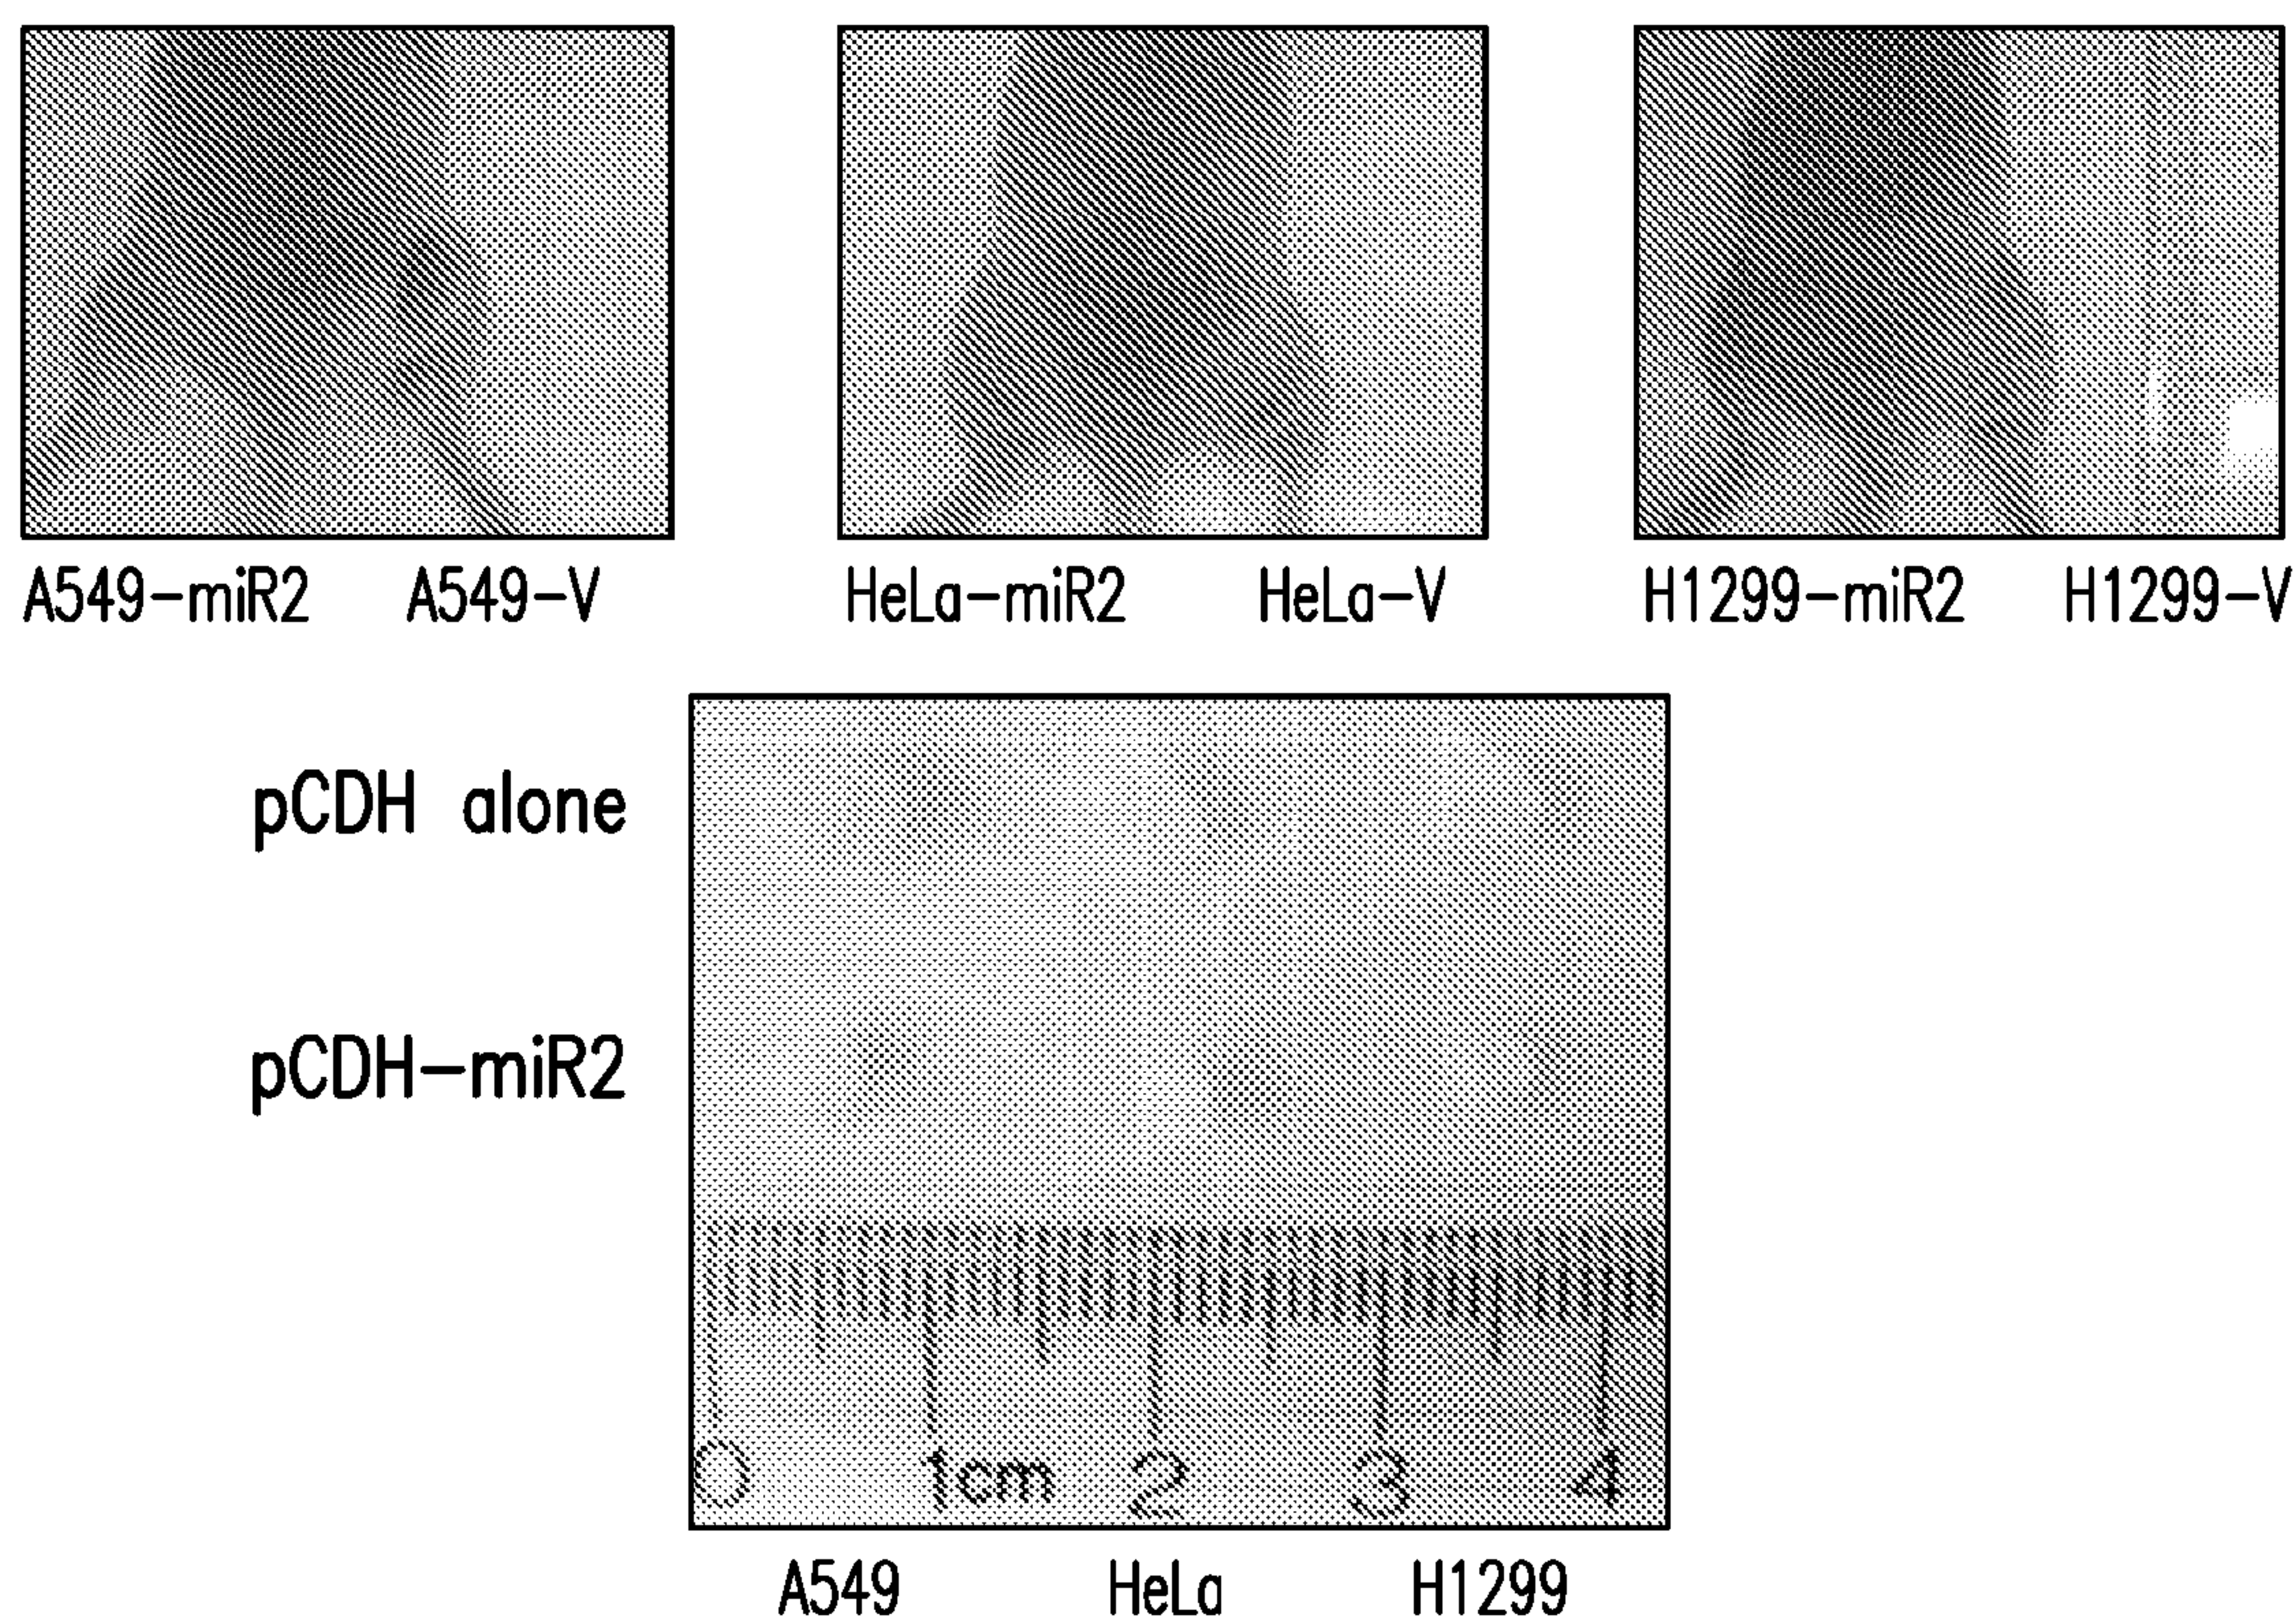 A549-miR2 A549-V HeLa-miR2 HeLa-V H1299-miR2 H1299-V
pCDH alone
pCDH-miR2
0 1cm 2 3 4
A549 HeLa H1299